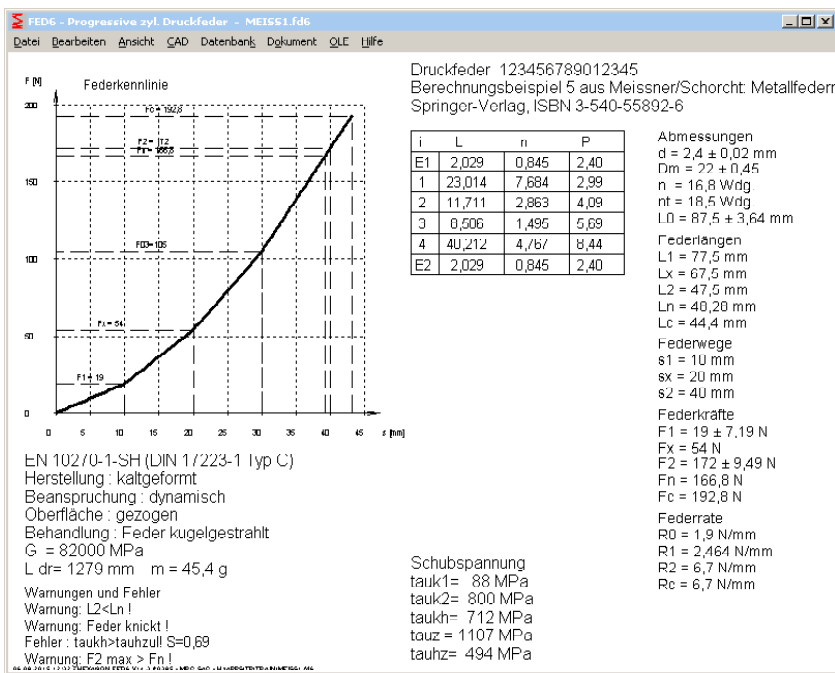 FED6 - Progressive zyl. Druckfeder - MEISS1.fd6
Datei Bearbeiten Ansicht CAD Datenbank Dokument OLE Hilfe
F [N] Federkennlinie
200
150
100
50
0
Fc = 192,8
F2 = 172
Fn = 166,8
F03= 105
Fx = 54
F1 = 19
0 5 10 15 20 25 30 35 40 45 s [mm]
EN 10270-1-SH (DIN 17223-1 Typ C)
Herstellung : kaltgeformt
Beanspruchung : dynamisch
Oberfläche : gezogen
Behandlung : Feder kugelgestrahlt
G = 82000 MPa
L dr= 1279 mm m = 45,4 g
Warnungen und Fehler
Warnung: L2<Ln !
Warnung: Feder knickt !
Fehler : taukh>tauhzul! S=0,69
Warnung: F2 max > Fn !
Druckfeder 123456789012345
Berechnungsbeispiel 5 aus Meissner/Schorcht: Metallfedern
Springer-Verlag, ISBN 3-540-55892-6
i L n P
E1 2,029 0,845 2,40
1 23,014 7,684 2,99
2 11,711 2,863 4,09
3 8,506 1,495 5,69
4 40,212 4,767 8,44
E2 2,029 0,845 2,40
Schubspannung
tauk1= 88 MPa
tauk2= 800 MPa
taukh= 712 MPa
tauz = 1107 MPa
tauhz= 494 MPa
Abmessungen
d = 2,4 ± 0,02 mm
Dm = 22 ± 0,45
n = 16,8 Wdg.
nt = 18,5 Wdg.
L0 = 87,5 ± 3,64 mm
Federlängen
L1 = 77,5 mm
Lx = 67,5 mm
L2 = 47,5 mm
Ln = 48,28 mm
Lc = 44,4 mm
Federwege
s1 = 10 mm
sx = 20 mm
s2 = 40 mm
Federkräfte
F1 = 19 ± 7,19 N
Fx = 54 N
F2 = 172 ± 9,49 N
Fn = 166,8 N
Fc = 192,8 N
Federrate
R0 = 1,9 N/mm
R1 = 2,464 N/mm
R2 = 6,7 N/mm
Rc = 6,7 N/mm